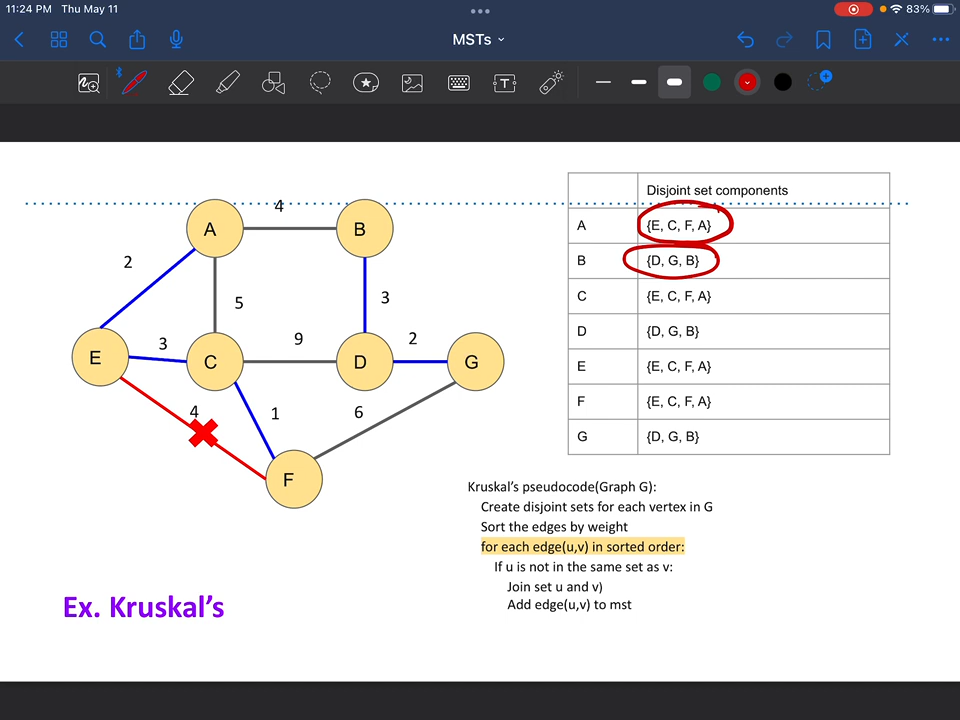 11:24 PM Thu May 11
83%
MSTs
T
Disjoint set components
A {E, C, F, A}
B {D, G, B}
C {E, C, F, A}
D {D, G, B}
E {E, C, F, A}
F {E, C, F, A}
G {D, G, B}
4
A
B
2
5
3
3
9
2
E
C
D
G
4
1
6
F
Kruskal's pseudocode(Graph G):
Create disjoint sets for each vertex in G
Sort the edges by weight
for each edge(u,v) in sorted order:
If u is not in the same set as v:
Join set u and v)
Add edge(u,v) to mst
Ex. Kruskal's